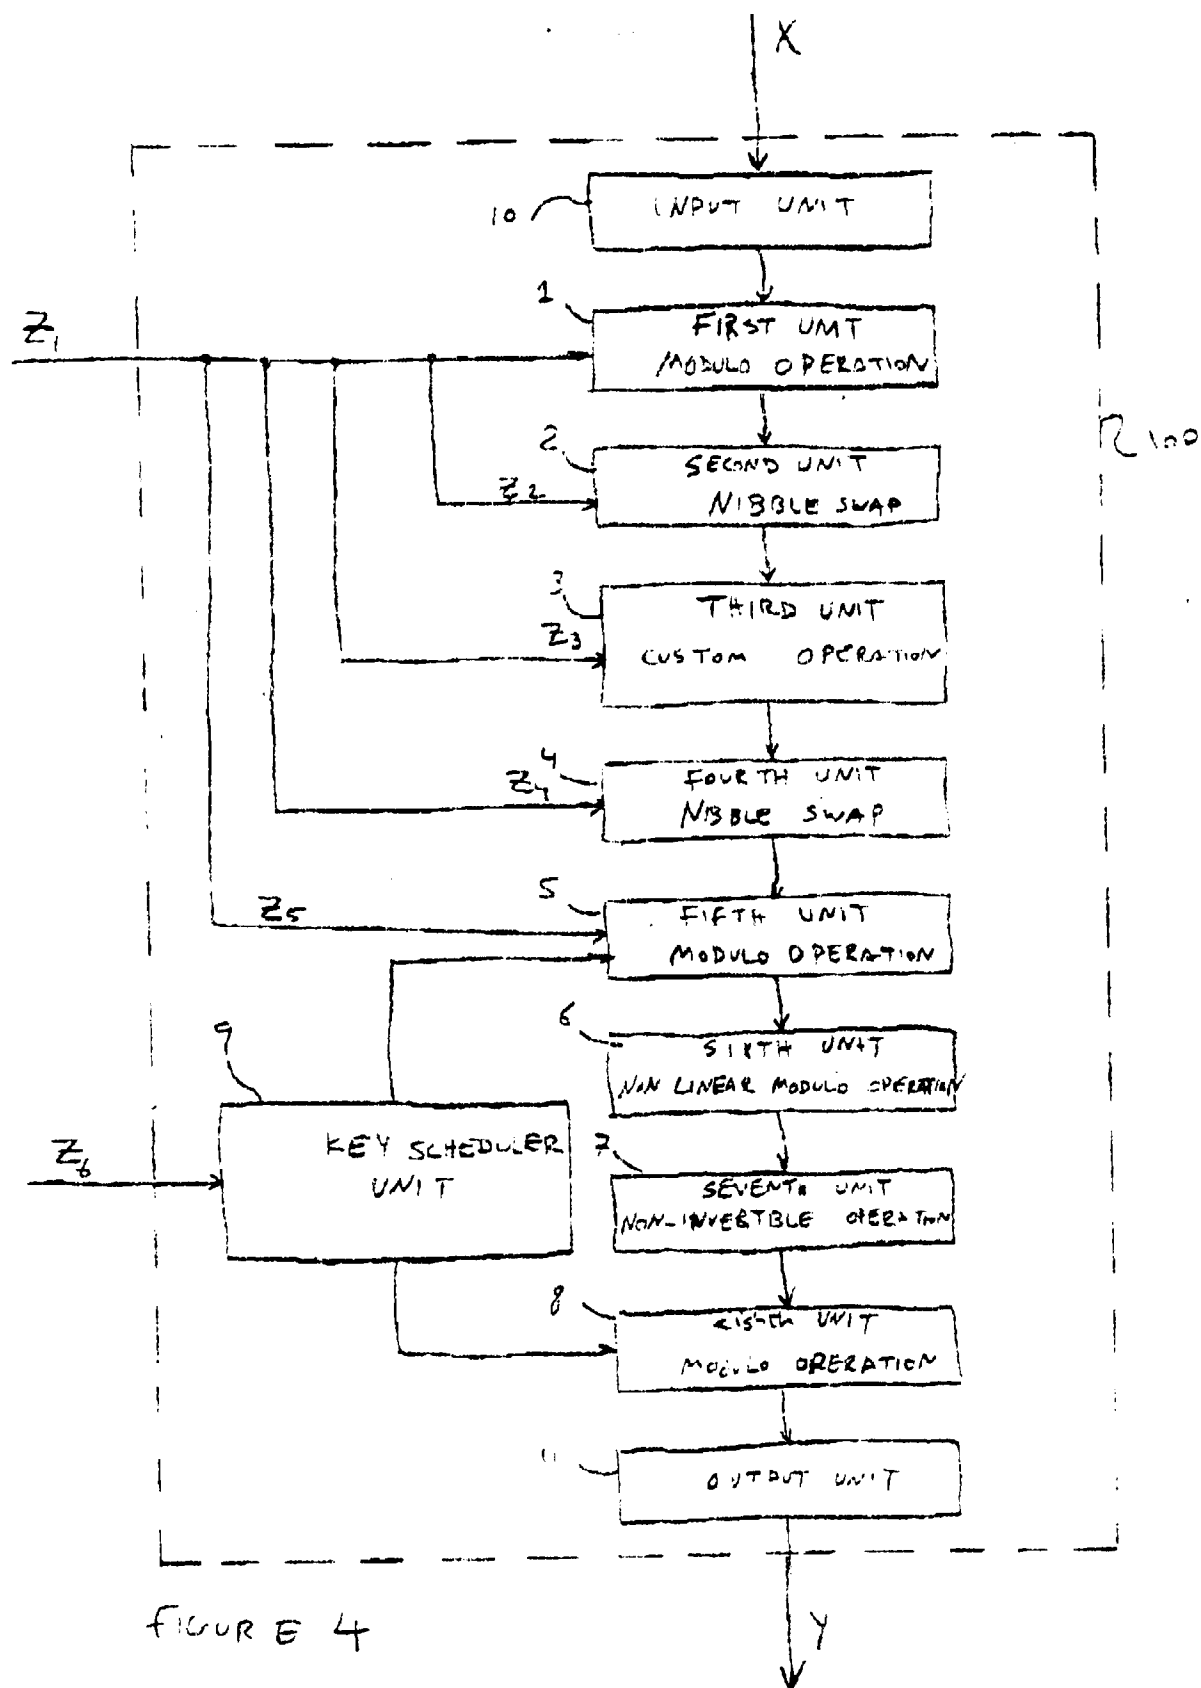 X
10
INPUT UNIT
1
FIRST UNIT
MODULO OPERATION
Z1
100
2
SECOND UNIT
NIBBLE SWAP
Z2
3
THIRD UNIT
CUSTOM OPERATION
Z3
4
FOURTH UNIT
NIBBLE SWAP
Z4
5
FIFTH UNIT
MODULO OPERATION
Z5
6
SIXTH UNIT
NON LINEAR MODULO OPERATION
9
KEY SCHEDULER
UNIT
Z6
7
SEVENTH UNIT
NON-INVERTBLE OPERATION
8
eighth UNIT
MODULO OPERATION
11
OUTPUT UNIT
FIGURE 4
Y